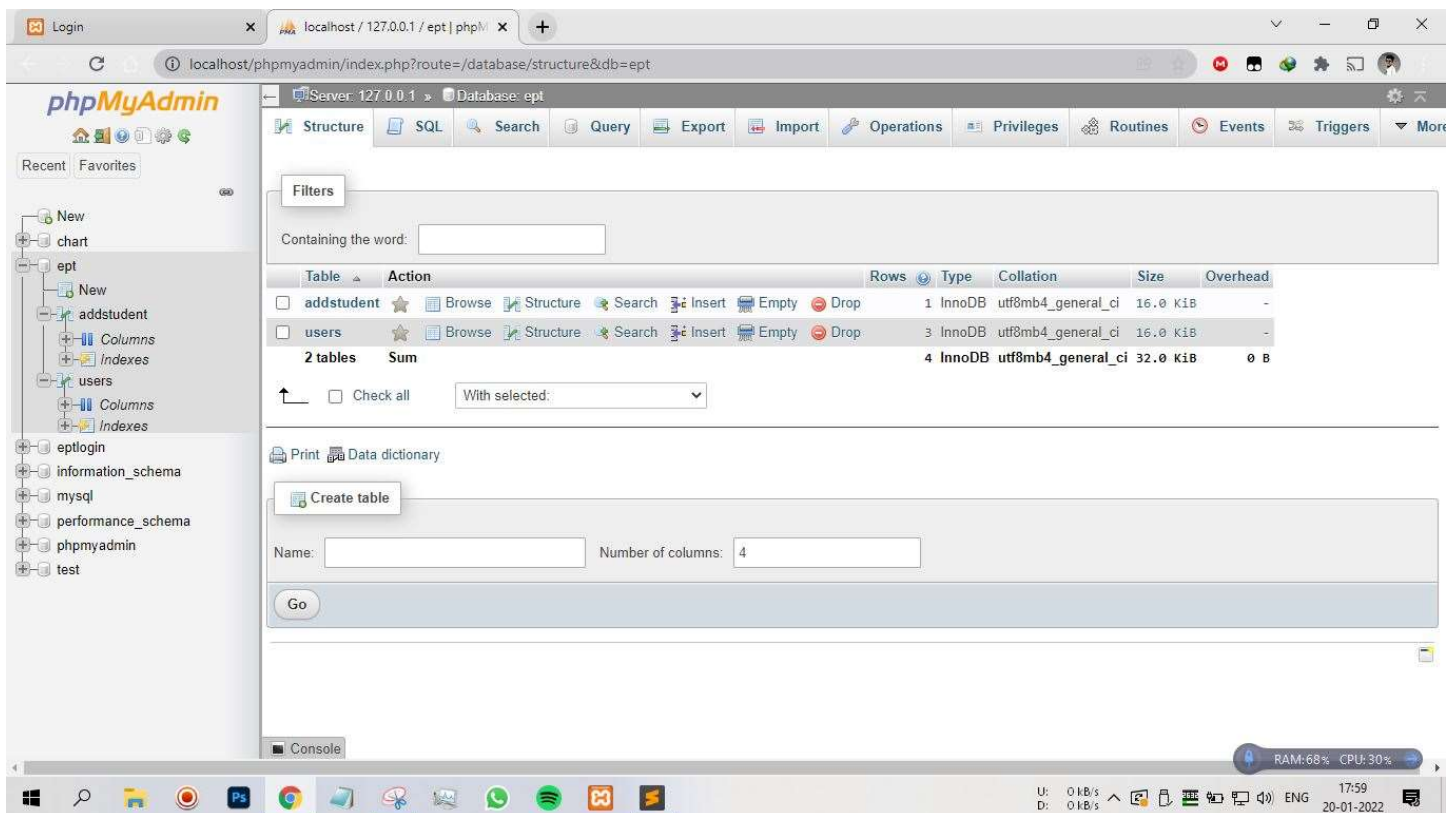 Login
localhost / 127.0.0.1 / ept | phpM
localhost/phpmyadmin/index.php?route=/database/structure&db=ept
phpMyAdmin
Recent Favorites
New
chart
ept
New
addstudent
Columns
Indexes
users
Columns
Indexes
eptlogin
information_schema
mysql
performance_schema
phpmyadmin
test
Server: 127.0.0.1 » Database: ept
Structure SQL Search Query Export Import Operations Privileges Routines Events Triggers More
Filters
Containing the word:
Table Action Rows Type Collation Size Overhead
addstudent Browse Structure Search Insert Empty Drop 1 InnoDB utf8mb4_general_ci 16.0 KiB -
users Browse Structure Search Insert Empty Drop 3 InnoDB utf8mb4_general_ci 16.0 KiB -
2 tables Sum 4 InnoDB utf8mb4_general_ci 32.0 KiB 0 B
Check all With selected:
Print Data dictionary
Create table
Name: Number of columns: 4
Go
Console
RAM:68% CPU:30%
Ps
U: 0 kB/s
D: 0 kB/s
ENG
17:59
20-01-2022